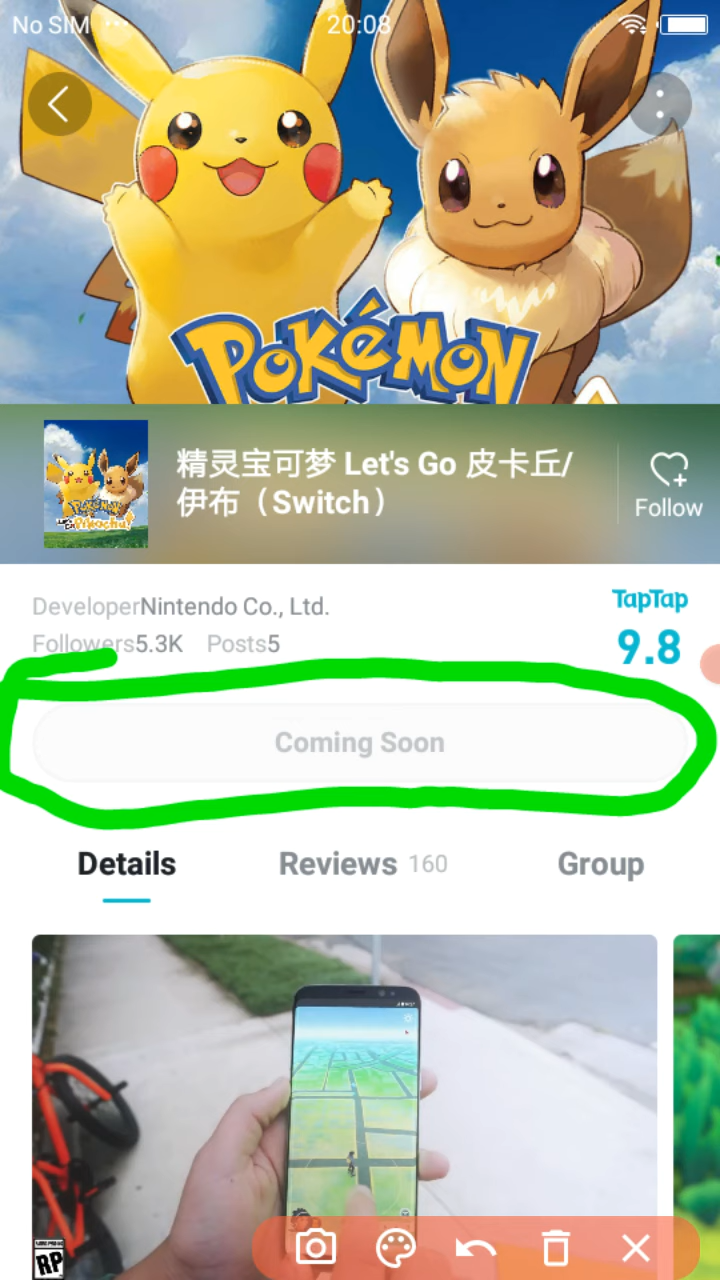 No SIM ···
20:08
POKéMON
精灵宝可梦 Let's Go 皮卡丘/
伊布（Switch）
Follow
DeveloperNintendo Co., Ltd.
Followers5.3K Posts5
TapTap
9.8
Coming Soon
Details
Reviews 160
Group
RP